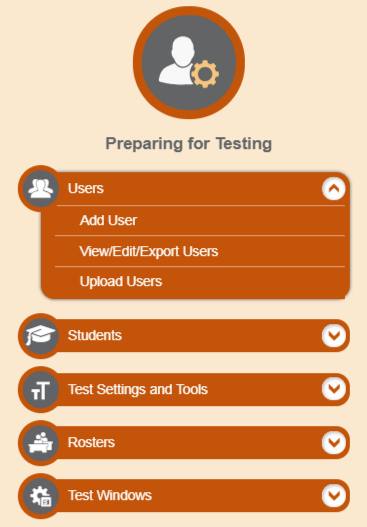 Preparing for Testing
Users
Add User
View/Edit/Export Users
Upload Users
Students
Test Settings and Tools
Rosters
Test Windows